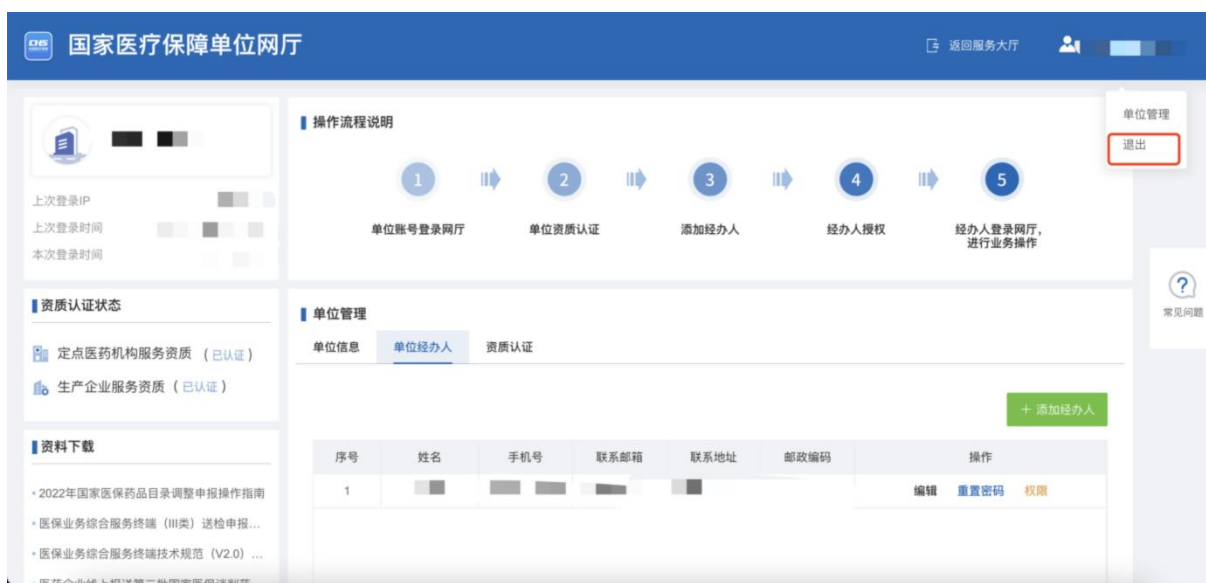 CHS
国家医疗保障单位网厅
返回服务大厅
单位管理
退出
上次登录IP
上次登录时间
本次登录时间
操作流程说明
1
2
3
4
5
单位账号登录网厅
单位资质认证
添加经办人
经办人授权
经办人登录网厅，
进行业务操作
常见问题
资质认证状态
定点医药机构服务资质 （已认证）
生产企业服务资质（已认证）
单位管理
单位信息 单位经办人 资质认证
+ 添加经办人
序号 姓名 手机号 联系邮箱 联系地址 邮政编码 操作
1 编辑 重置密码 权限
资料下载
• 2022年国家医保药品目录调整申报操作指南
• 医保业务综合服务终端（III类）送检申报...
• 医保业务综合服务终端技术规范（V2.0）...